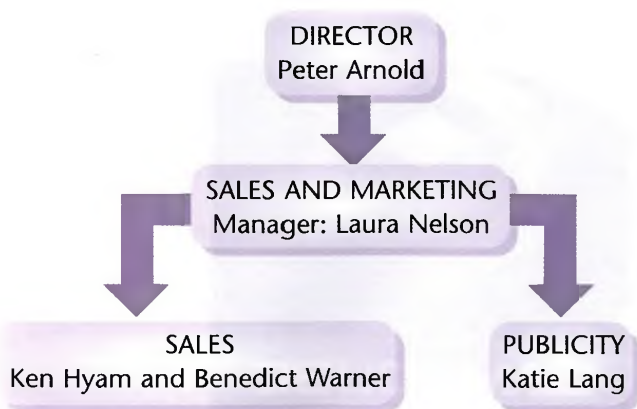 DIRECTOR
Peter Arnold
SALES AND MARKETING
Manager: Laura Nelson
SALES
Ken Hyam and Benedict Warner
PUBLICITY
Katie Lang